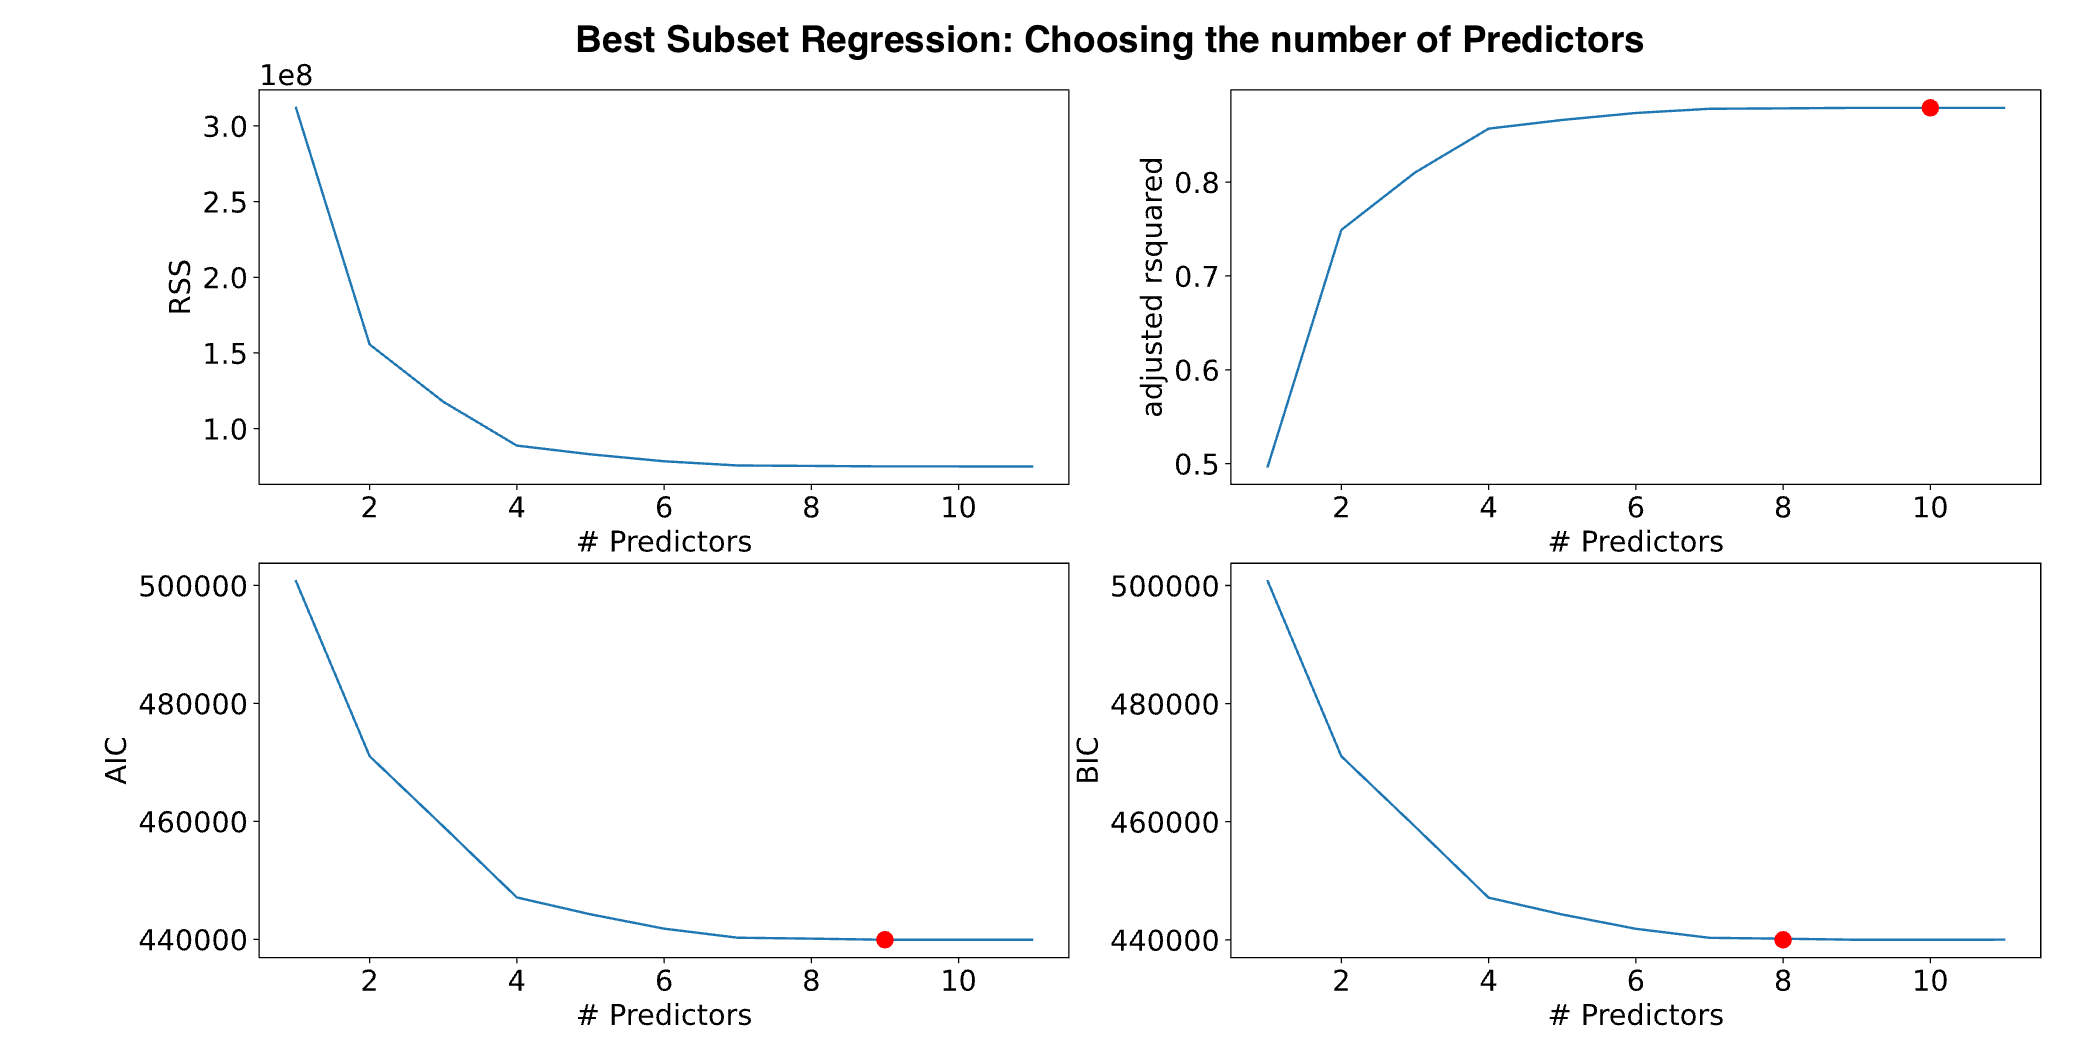 Best Subset Regression: Choosing the number of Predictors
1e8
3.0
2.5
2.0
1.5
1.0
RSS
2 4 6 8 10
# Predictors
0.8
0.7
0.6
0.5
adjusted rsquared
2 4 6 8 10
# Predictors
500000
480000
460000
440000
AIC
2 4 6 8 10
# Predictors
500000
480000
460000
440000
BIC
2 4 6 8 10
# Predictors